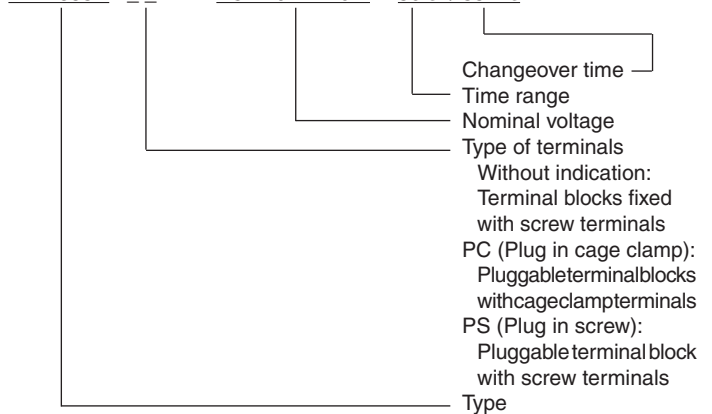 Changeover time
Time range
Nominal voltage
Type of terminals
Without indication:
Terminal blocks fixed
with screw terminals
PC (Plug in cage clamp):
Pluggableterminalblocks
withcageclampterminals
PS (Plug in screw):
Pluggable terminal block
with screw terminals
Type